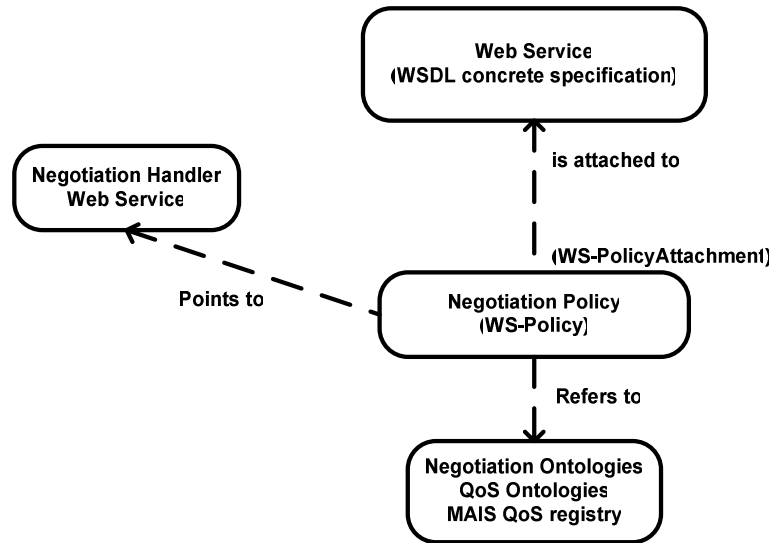 Web Service
(WSDL concrete specification)
is attached to
Negotiation Handler
Web Service
(WS-PolicyAttachment)
Points to
Negotiation Policy
(WS-Policy)
Refers to
Negotiation Ontologies
QoS Ontologies
MAIS QoS registry